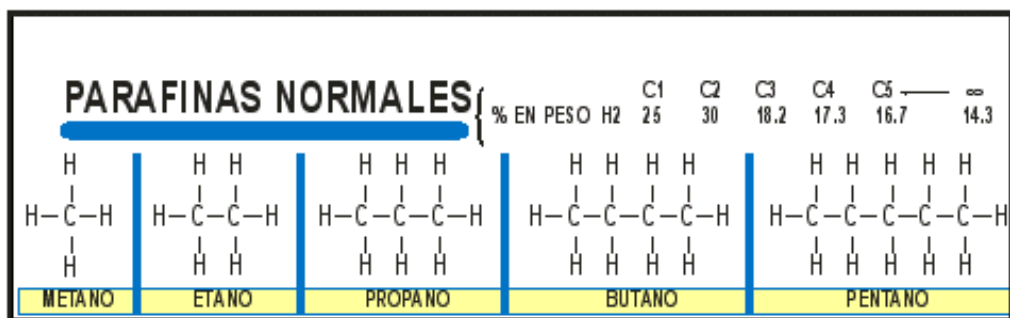 PARAFINAS NORMALES
C1 C2 C3 C4 C5 ∞
% EN PESO H2 25 30 18.2 17.3 16.7 14.3
H H H H H H H H H H H H H H H
H–C–H H–C–C–H H–C–C–C–H H–C–C–C–C–H H–C–C–C–C–C–H
H H H H H H H H H H H H H H H
METANO ETANO PROPANO BUTANO PENTANO